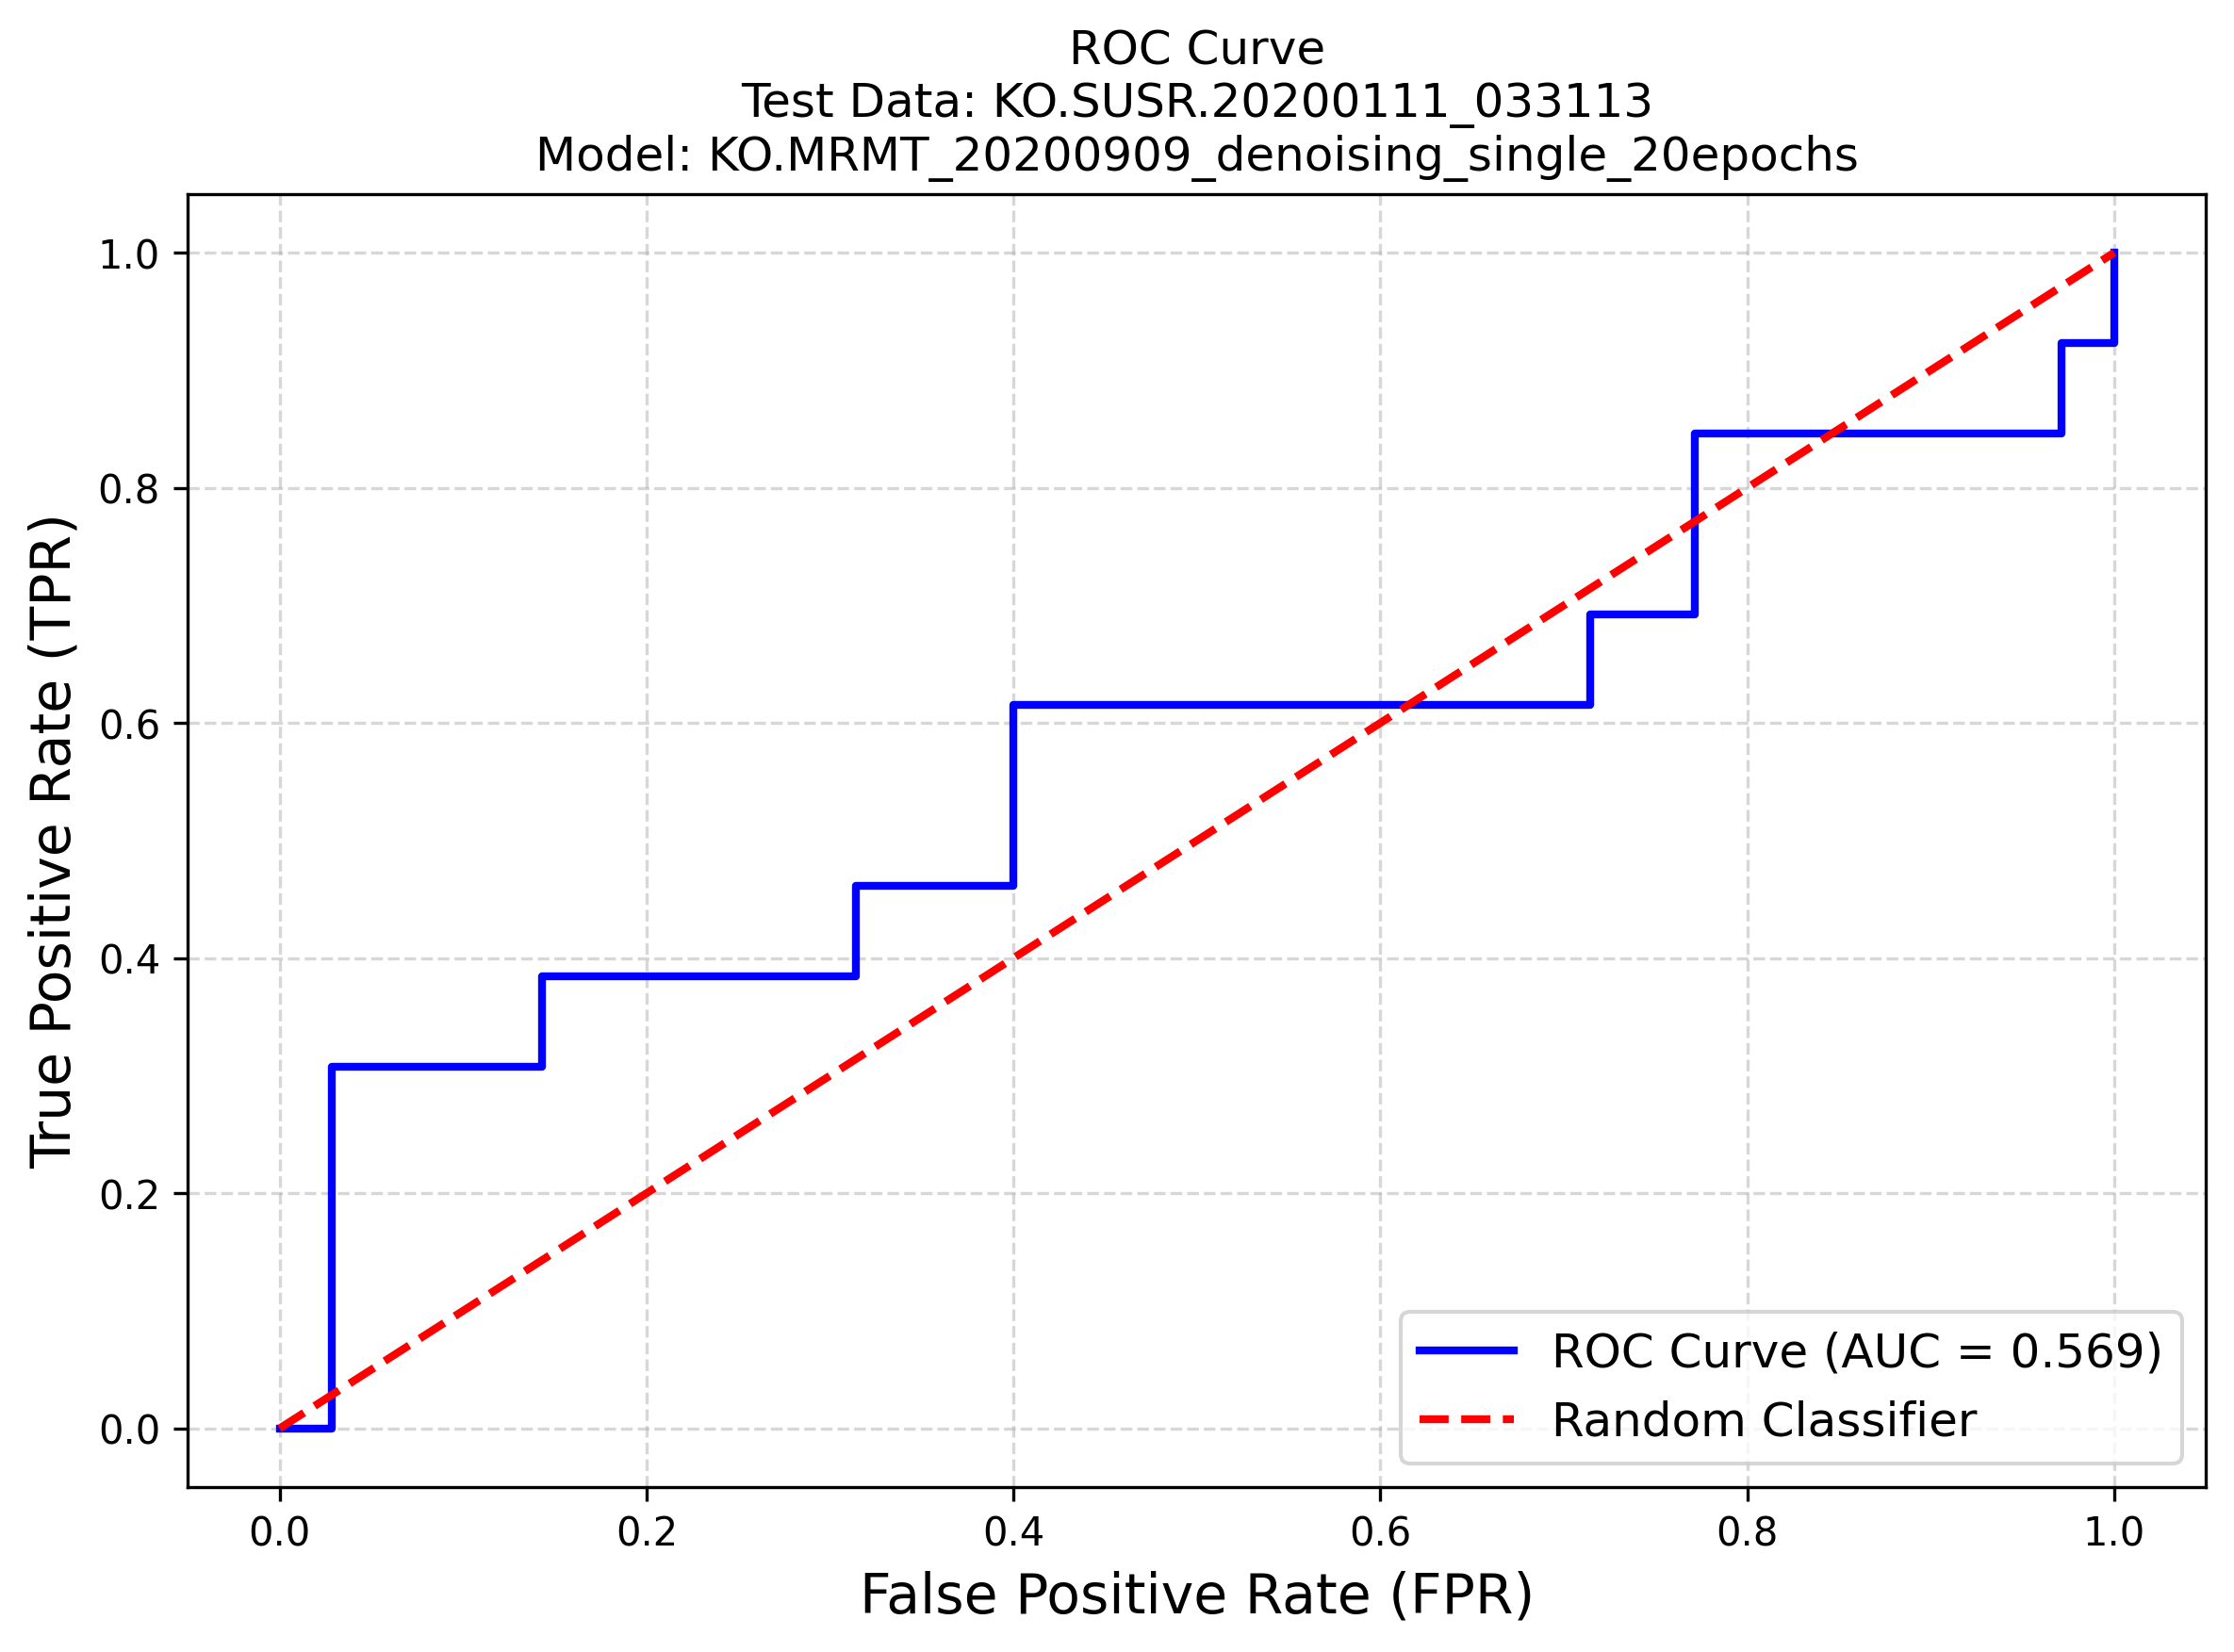 ROC Curve
Test Data: KO.SUSR.20200111_033113
Model: KO.MRMT_20200909_denoising_single_20epochs
True Positive Rate (TPR)
1.0
0.8
0.6
0.4
0.2
0.0
ROC Curve (AUC = 0.569)
Random Classifier
0.0 0.2 0.4 0.6 0.8 1.0
False Positive Rate (FPR)